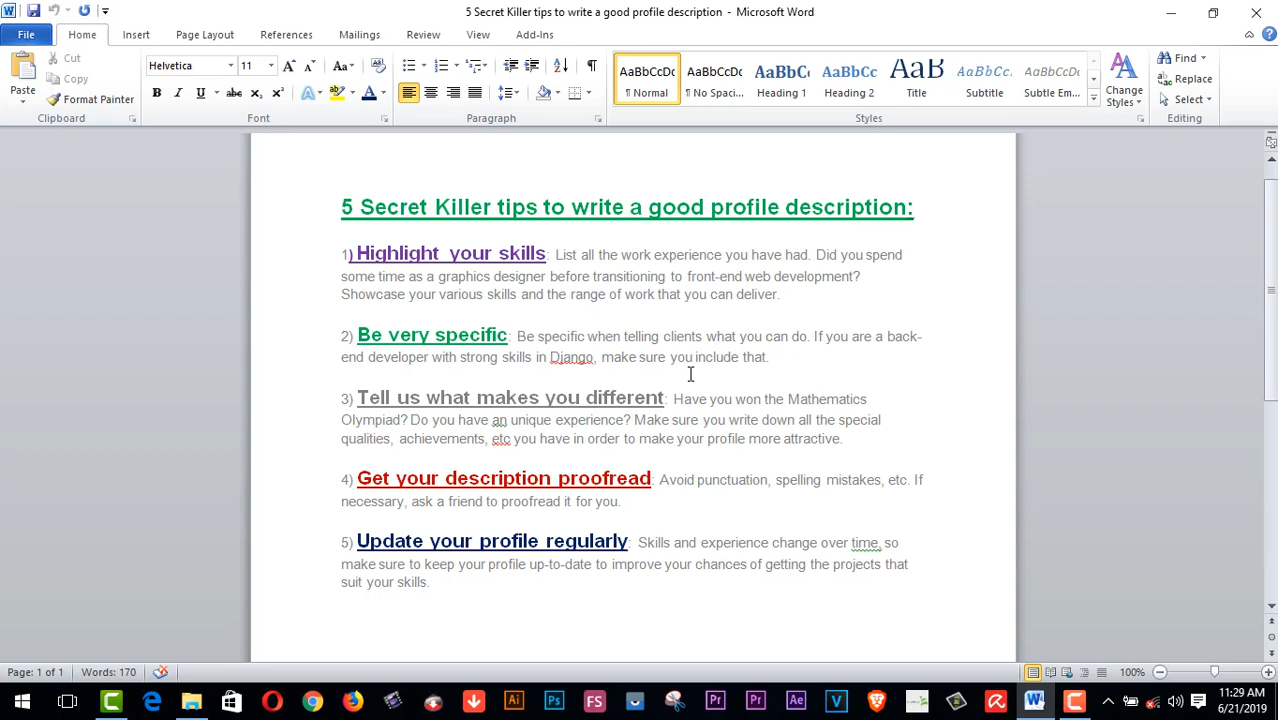 5 Secret Killer tips to write a good profile description - Microsoft Word
File Home Insert Page Layout References Mailings Review View Add-Ins
Paste
Cut
Copy
Format Painter
Clipboard
Helvetica 11
Font
Paragraph
AaBbCcDc AaBbCcDc AaBbCc AaBbCc AaB AaBbCcL AaBbCcDc
¶ Normal ¶ No Spaci... Heading 1 Heading 2 Title Subtitle Subtle Em...
Change Styles
Styles
Find
Replace
Select
Editing
5 Secret Killer tips to write a good profile description:
1) Highlight your skills: List all the work experience you have had. Did you spend
some time as a graphics designer before transitioning to front-end web development?
Showcase your various skills and the range of work that you can deliver.
2) Be very specific: Be specific when telling clients what you can do. If you are a back-
end developer with strong skills in Django, make sure you include that.
3) Tell us what makes you different: Have you won the Mathematics
Olympiad? Do you have an unique experience? Make sure you write down all the special
qualities, achievements, etc you have in order to make your profile more attractive.
4) Get your description proofread: Avoid punctuation, spelling mistakes, etc. If
necessary, ask a friend to proofread it for you.
5) Update your profile regularly: Skills and experience change over time, so
make sure to keep your profile up-to-date to improve your chances of getting the projects that
suit your skills.
Page: 1 of 1 Words: 170 100%
11:29 AM
6/21/2019